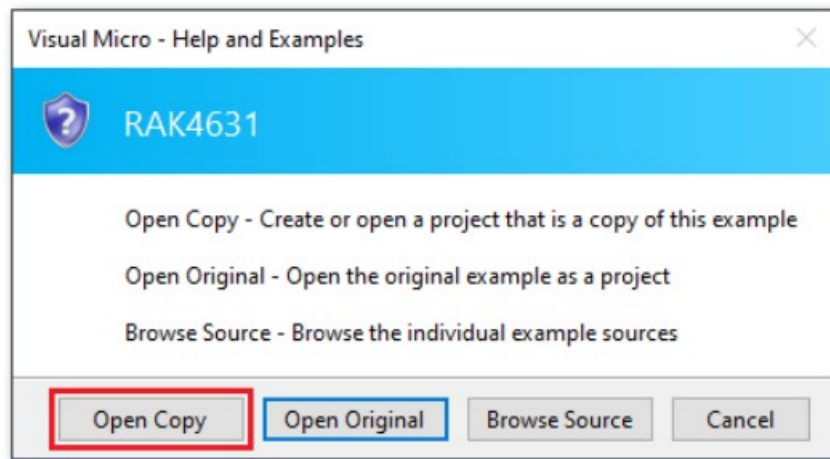 Visual Micro - Help and Examples
RAK4631
Open Copy - Create or open a project that is a copy of this example
Open Original - Open the original example as a project
Browse Source - Browse the individual example sources
Open Copy Open Original Browse Source Cancel